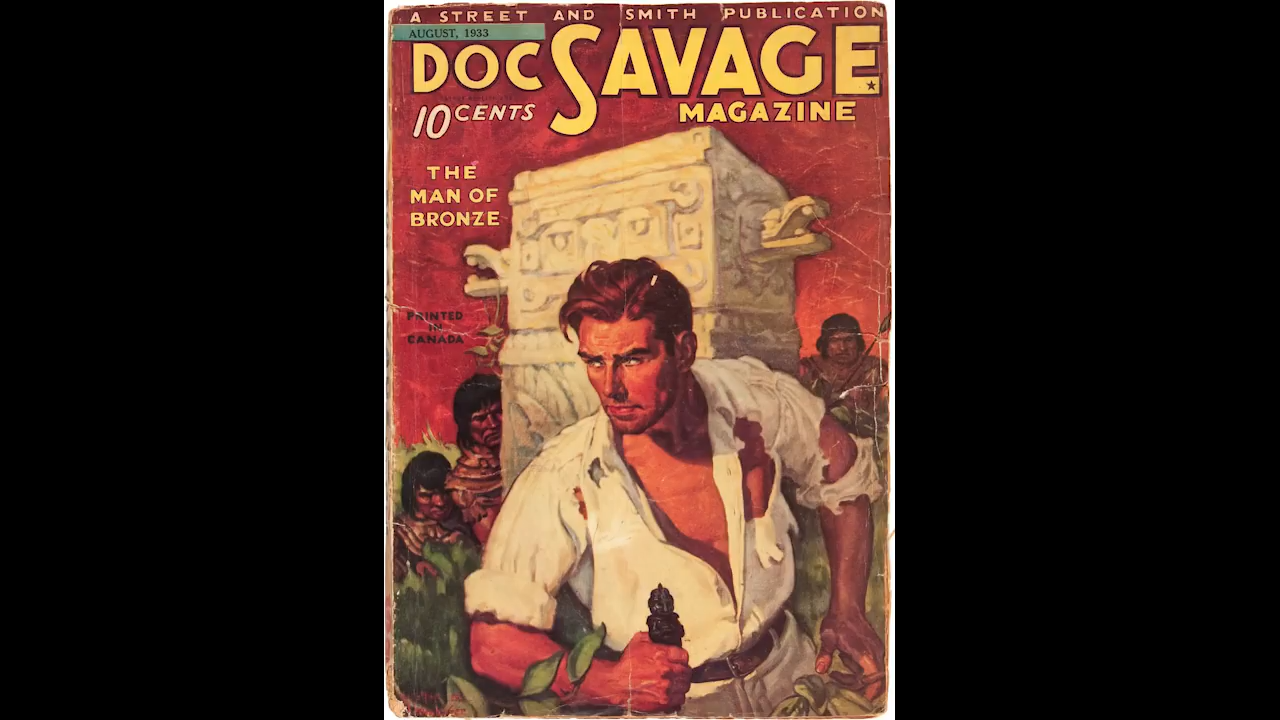 A STREET AND SMITH PUBLICATION
AUGUST, 1933
DOC SAVAGE
MAGAZINE
10 CENTS
THE
MAN OF
BRONZE
PRINTED
IN
CANADA